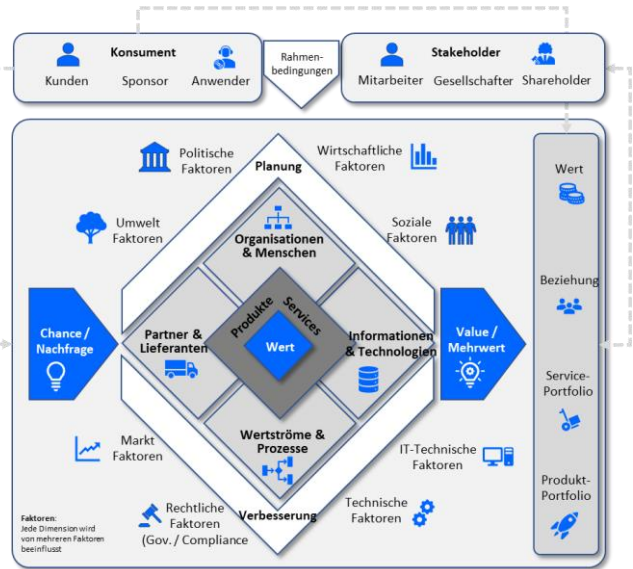 Konsument
Kunden
Sponsor
Anwender
Rahmen-
bedingungen
Stakeholder
Mitarbeiter
Gesellschafter
Shareholder
Politische
Faktoren
Planung
Wirtschaftliche
Faktoren
Umwelt
Faktoren
Organisationen
& Menschen
Soziale
Faktoren
Chance /
Nachfrage
Partner &
Lieferanten
Produkte
Services
Wert
Informationen
& Technologien
Value /
Mehrwert
Markt
Faktoren
Wertströme &
Prozesse
IT-Technische
Faktoren
Rechtliche
Faktoren
(Gov. / Compliance
Verbesserung
Technische
Faktoren
Faktoren:
Jede Dimension wird
von mehreren Faktoren
beeinflusst
Wert
Beziehung
Service-
Portfolio
Produkt-
Portfolio